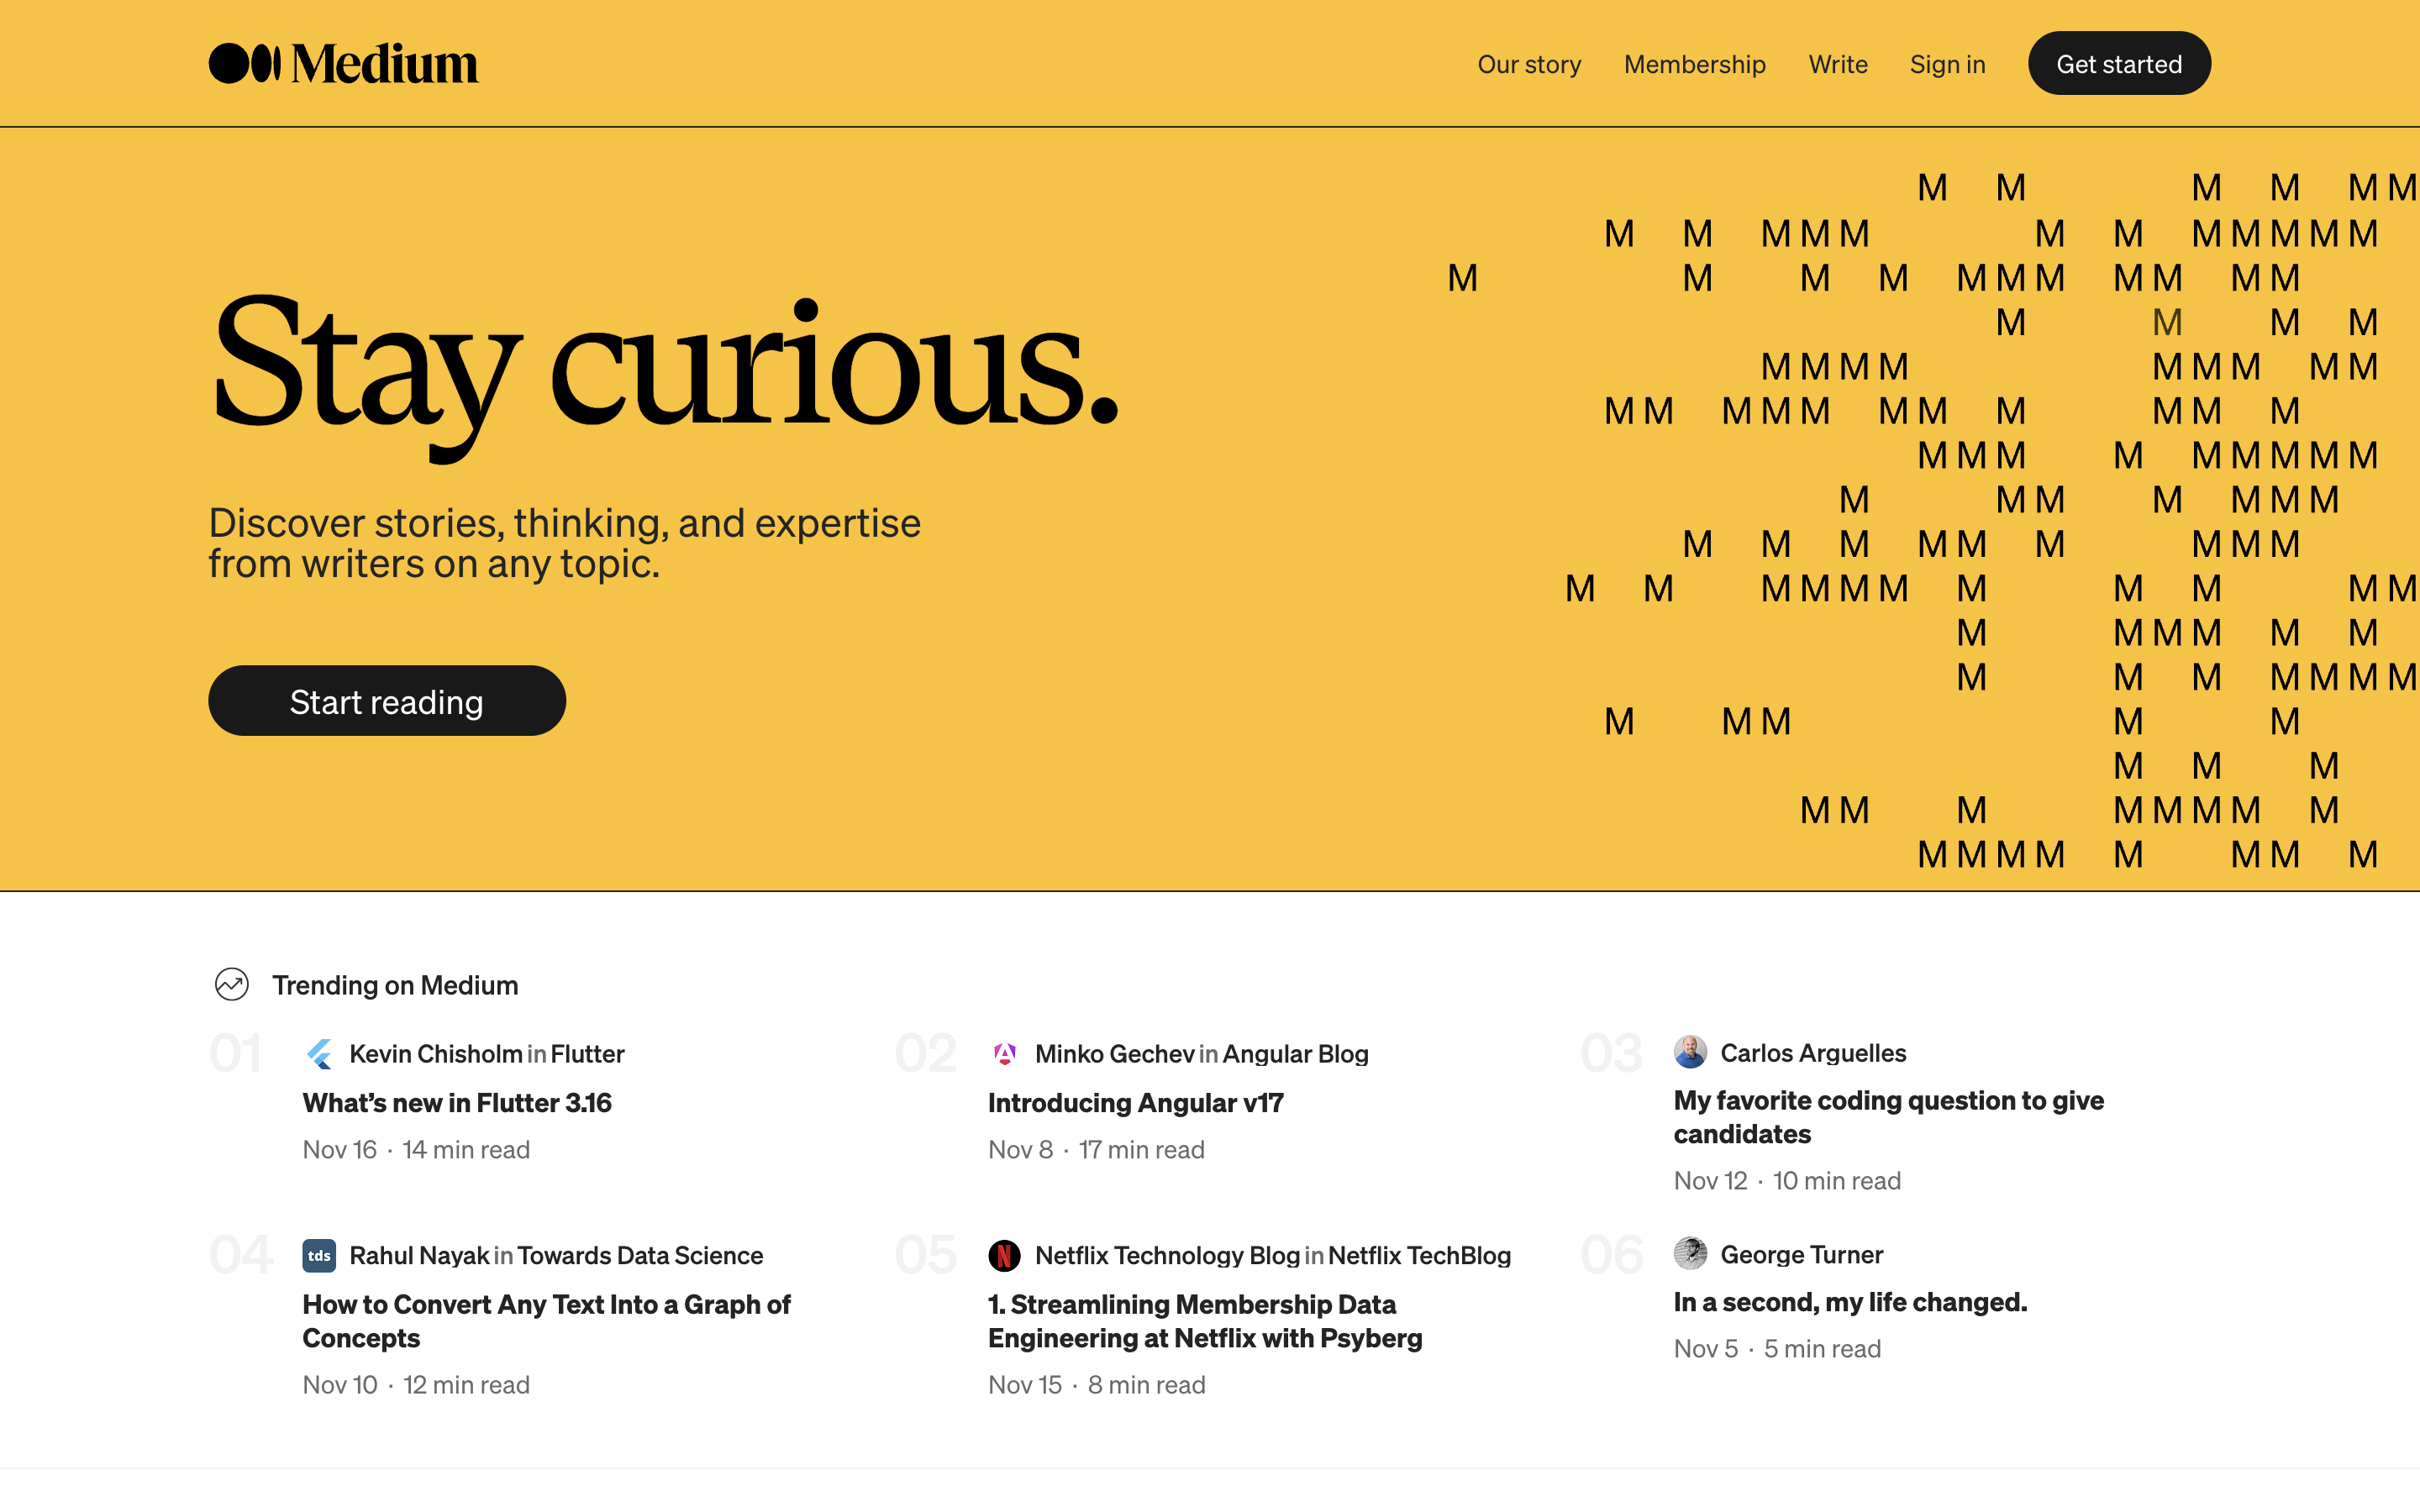 Medium
Our story Membership Write Sign in Get started
M M M M M M
M M M M M M M M M M M M
M M M M M M M M M M M
M M M M
M M M M M M M M M
M M M M M M M M M M M
M M M M M M M M M
M M M M M M M
M M M M M M M M M
M M M M M M M M M M M
M M M M M M
M M M M M M M
M M M M M
M M M
M M M M M M M M
M M M M M M M M
Stay curious.
Discover stories, thinking, and expertise
from writers on any topic.
Start reading
Trending on Medium
01
Kevin Chisholm in Flutter
What’s new in Flutter 3.16
Nov 16 · 14 min read
02
Minko Gechev in Angular Blog
Introducing Angular v17
Nov 8 · 17 min read
03
Carlos Arguelles
My favorite coding question to give
candidates
Nov 12 · 10 min read
04
tds
Rahul Nayak in Towards Data Science
How to Convert Any Text Into a Graph of
Concepts
Nov 10 · 12 min read
05
N
Netflix Technology Blog in Netflix TechBlog
1. Streamlining Membership Data
Engineering at Netflix with Psyberg
Nov 15 · 8 min read
06
George Turner
In a second, my life changed.
Nov 5 · 5 min read